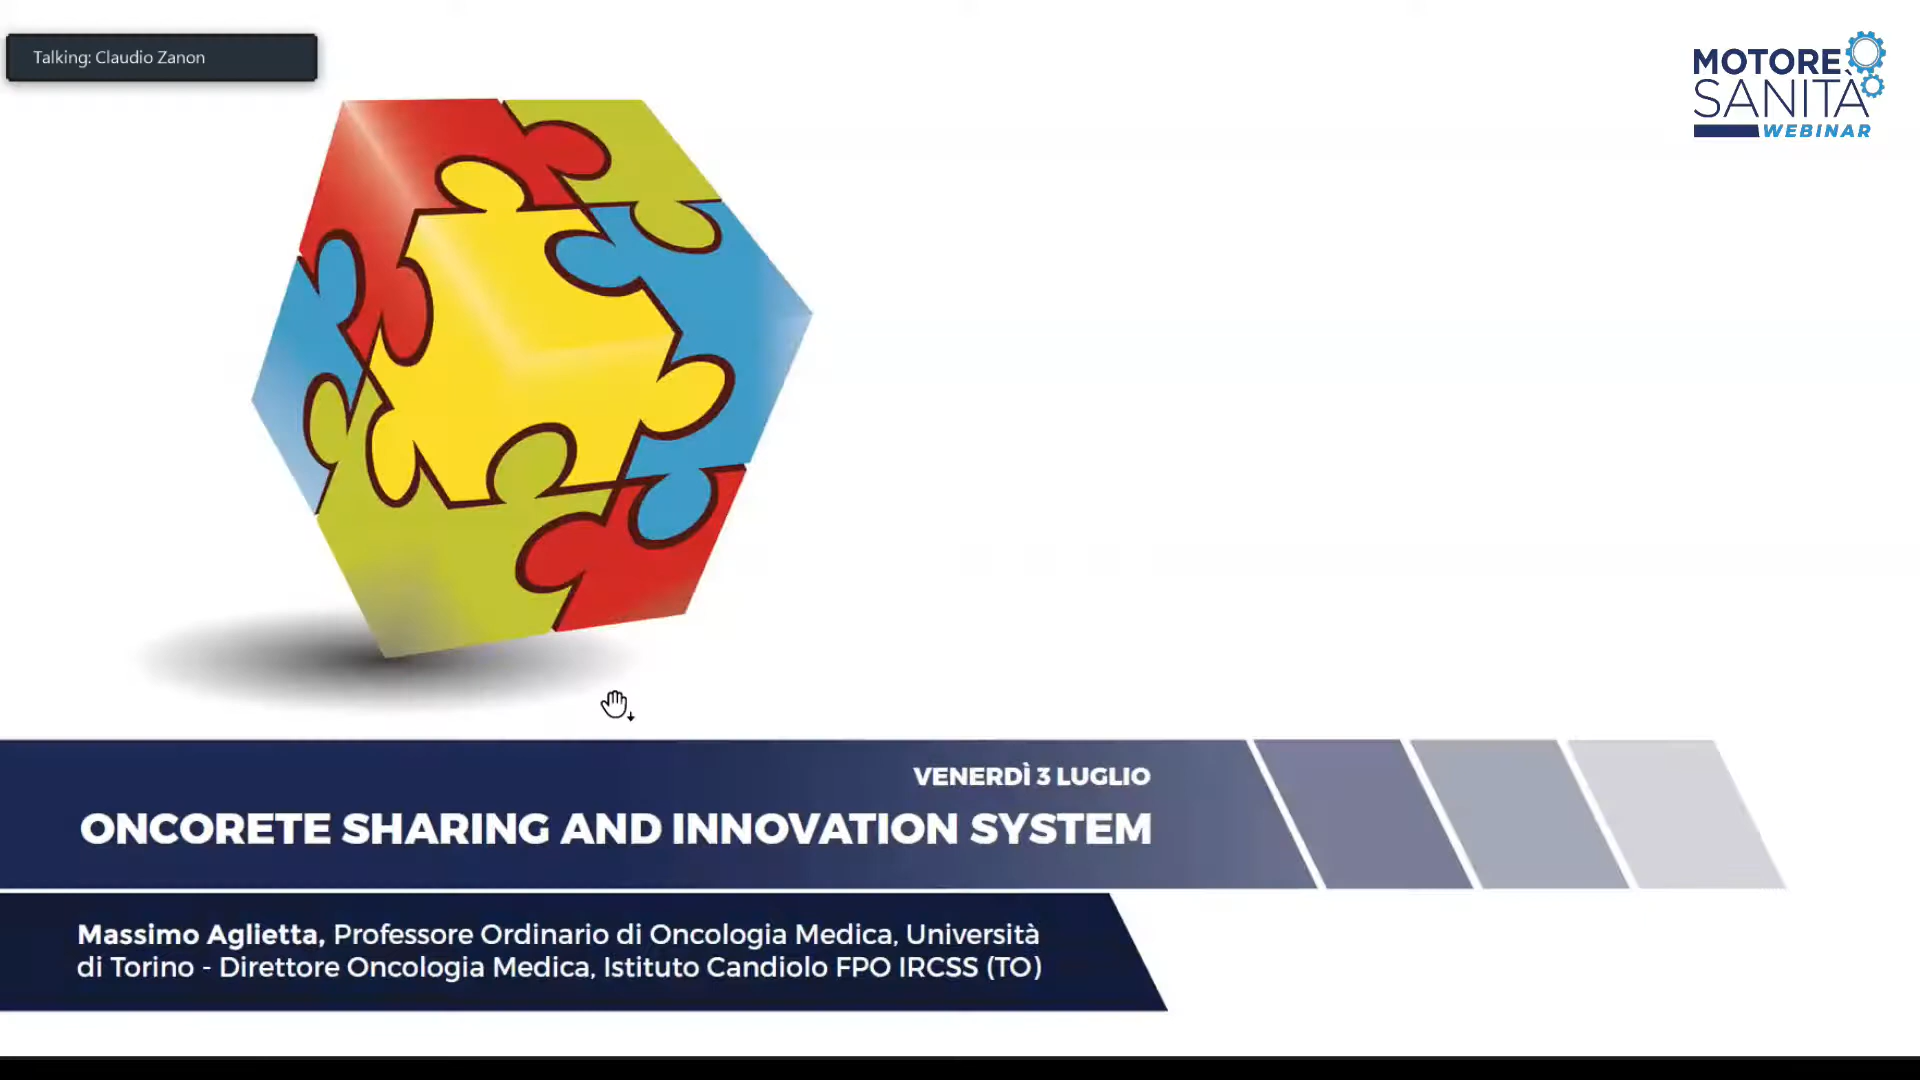 Talking: Claudio Zanon
MOTORE
SANITÀ
WEBINAR
VENERDÌ 3 LUGLIO
ONCORETE SHARING AND INNOVATION SYSTEM
Massimo Aglietta, Professore Ordinario di Oncologia Medica, Università
di Torino - Direttore Oncologia Medica, Istituto Candiolo FPO IRCSS (TO)